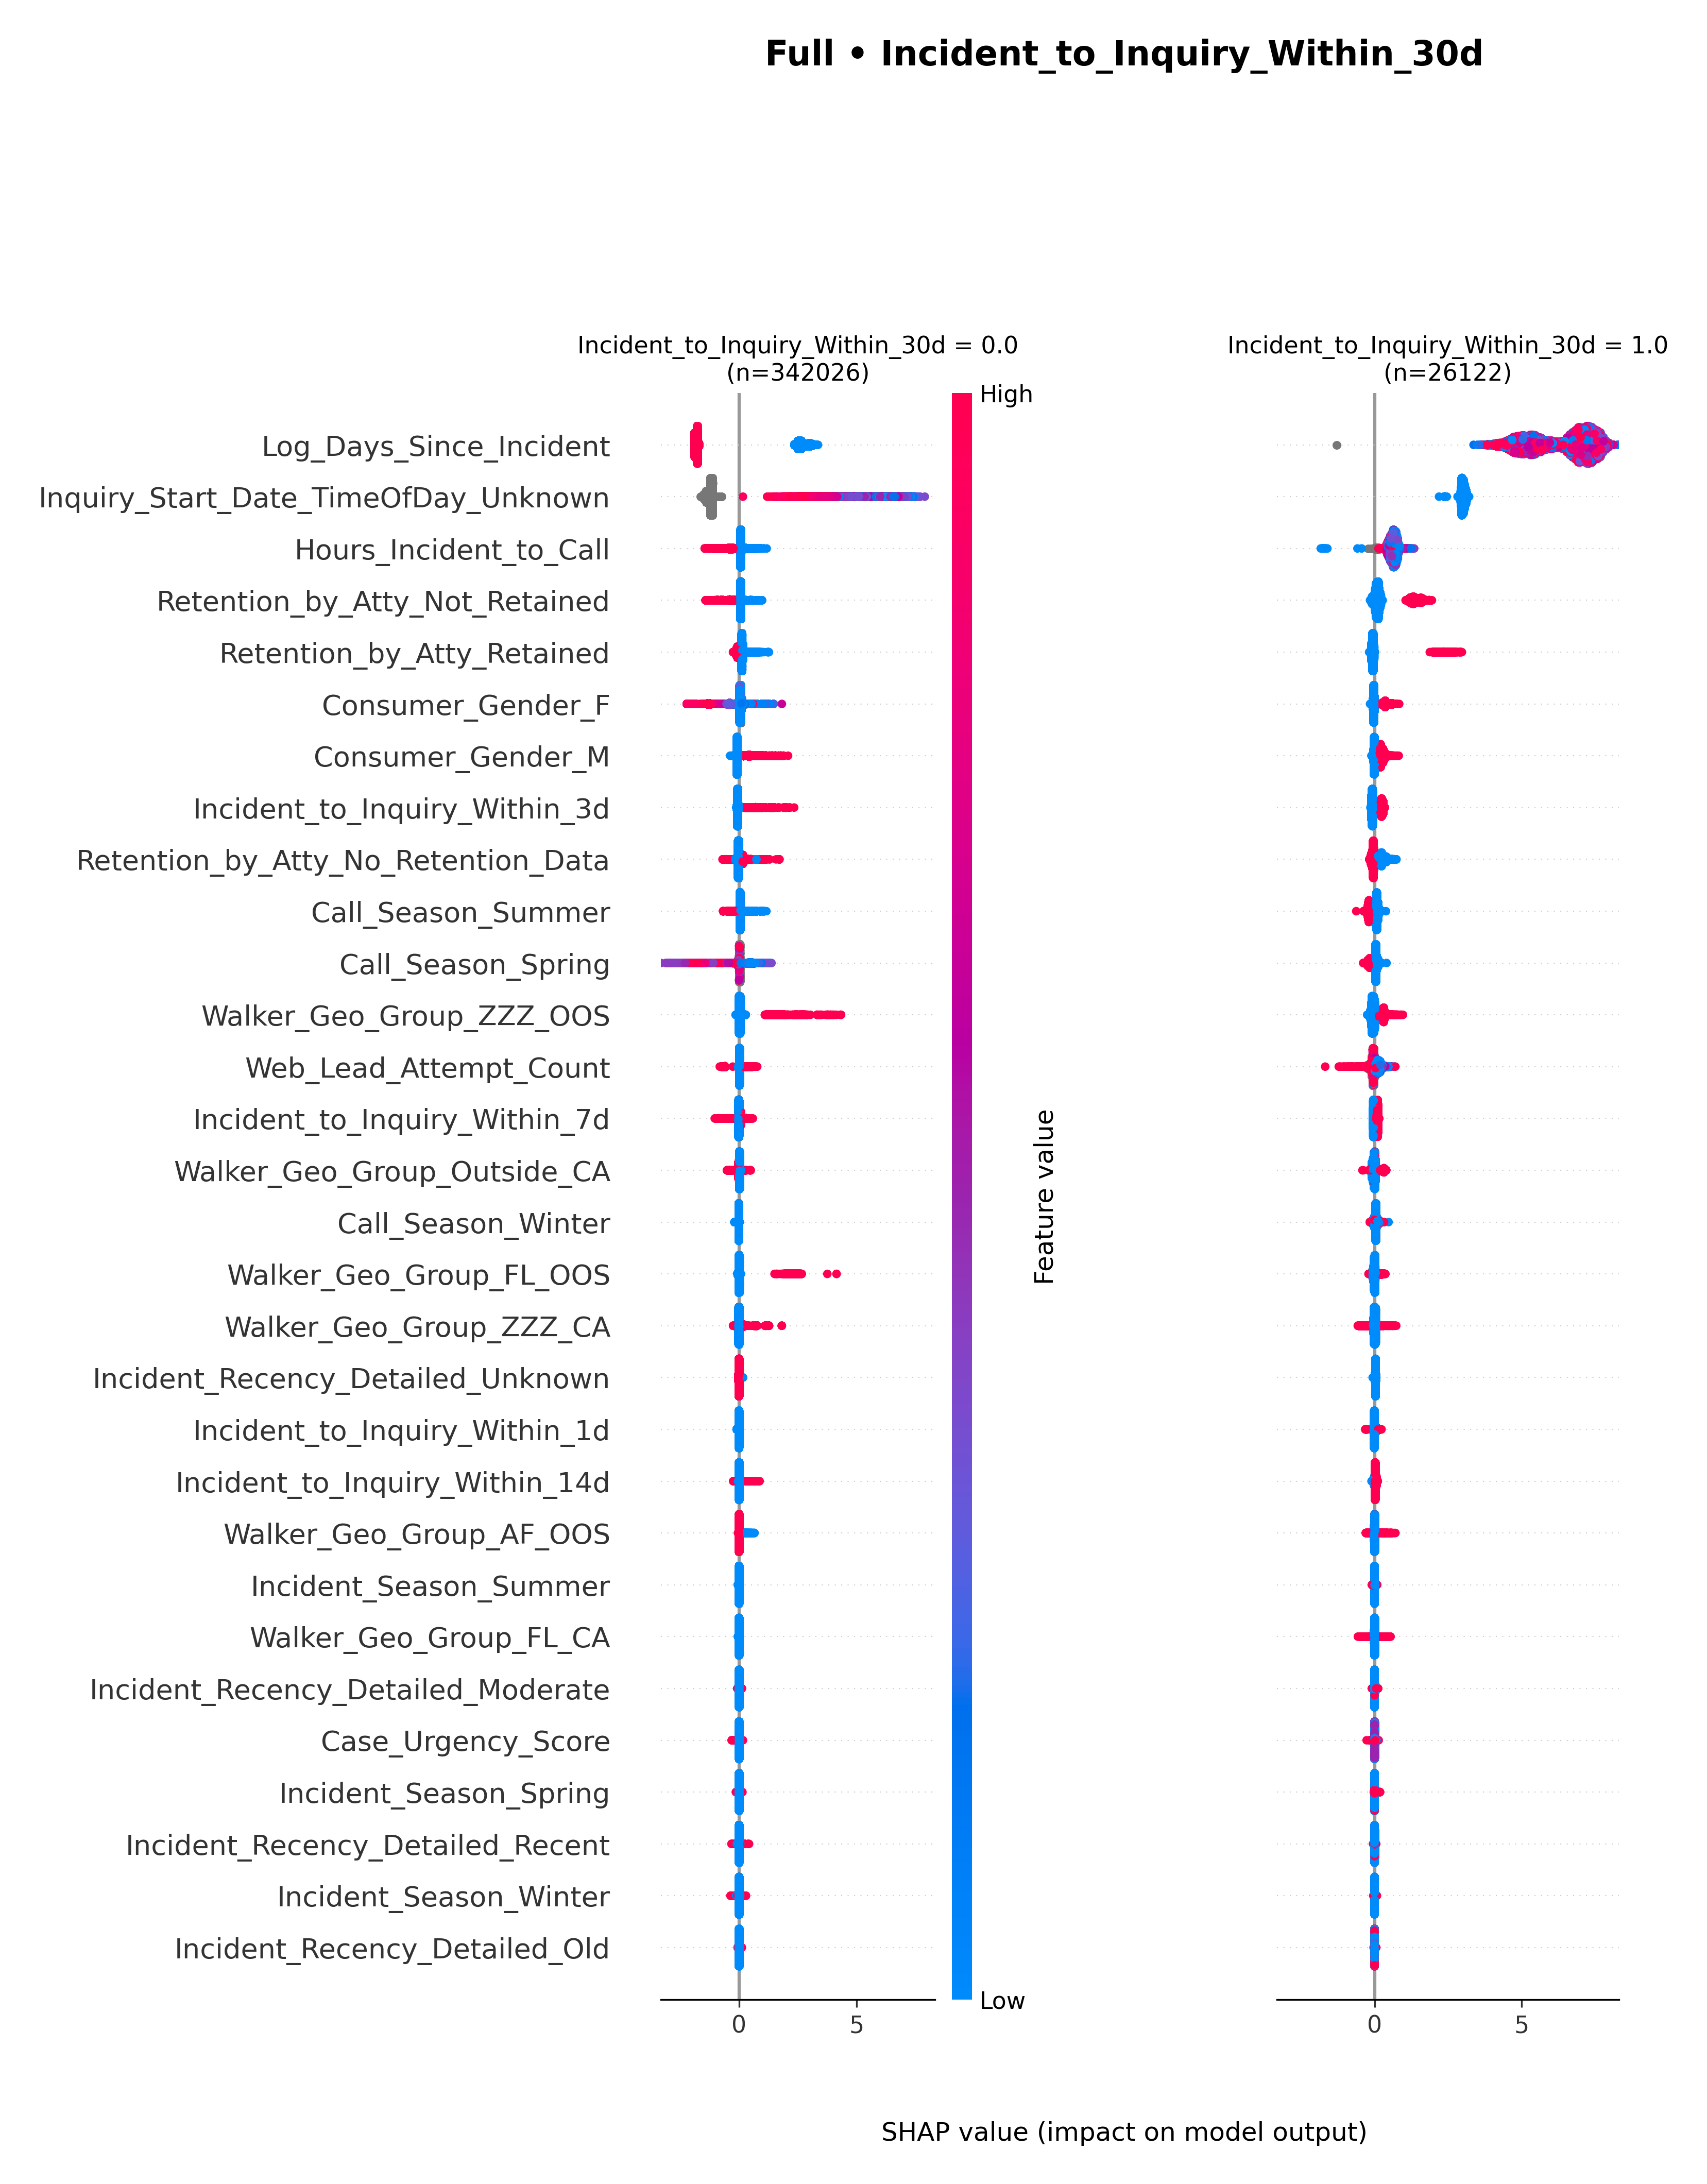 Full • Incident_to_Inquiry_Within_30d
Incident_to_Inquiry_Within_30d = 0.0
(n=342026)
Incident_to_Inquiry_Within_30d = 1.0
(n=26122)
High
Log_Days_Since_Incident
Inquiry_Start_Date_TimeOfDay_Unknown
Hours_Incident_to_Call
Retention_by_Atty_Not_Retained
Retention_by_Atty_Retained
Consumer_Gender_F
Consumer_Gender_M
Incident_to_Inquiry_Within_3d
Retention_by_Atty_No_Retention_Data
Call_Season_Summer
Call_Season_Spring
Walker_Geo_Group_ZZZ_OOS
Web_Lead_Attempt_Count
Incident_to_Inquiry_Within_7d
Walker_Geo_Group_Outside_CA
Call_Season_Winter
Walker_Geo_Group_FL_OOS
Walker_Geo_Group_ZZZ_CA
Incident_Recency_Detailed_Unknown
Incident_to_Inquiry_Within_1d
Incident_to_Inquiry_Within_14d
Walker_Geo_Group_AF_OOS
Incident_Season_Summer
Walker_Geo_Group_FL_CA
Incident_Recency_Detailed_Moderate
Case_Urgency_Score
Incident_Season_Spring
Incident_Recency_Detailed_Recent
Incident_Season_Winter
Incident_Recency_Detailed_Old
Feature value
Low
0 5
0 5
SHAP value (impact on model output)